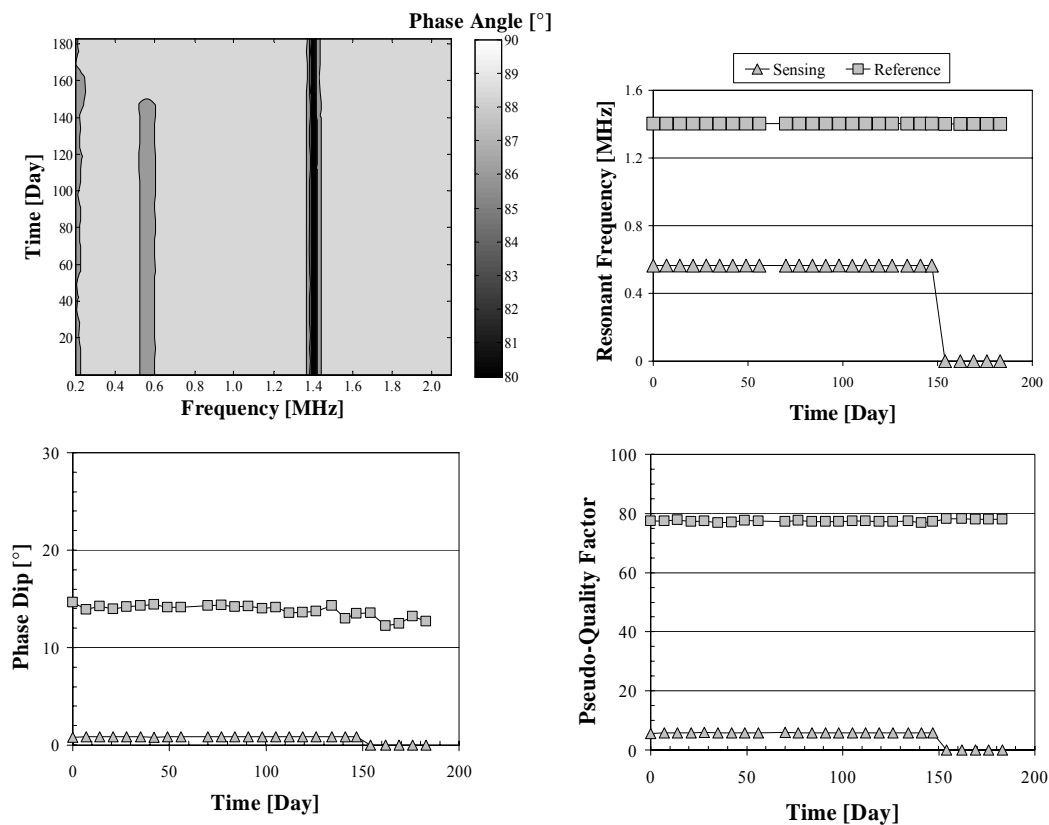 Phase Angle [°]
180
160
140
120
100
80
60
40
20
Time [Day]
0.2 0.4 0.6 0.8 1.0 1.2 1.4 1.6 1.8 2.0
Frequency [MHz]
90
89
88
87
86
85
84
83
82
81
80
Sensing Reference
1.6
1.4
0.8
0.4
0
Resonant Frequency [MHz]
0 50 100 150 200
Time [Day]
30
20
10
0
Phase Dip [°]
0 50 100 150 200
Time [Day]
100
80
60
40
20
0
Pseudo-Quality Factor
0 50 100 150 200
Time [Day]